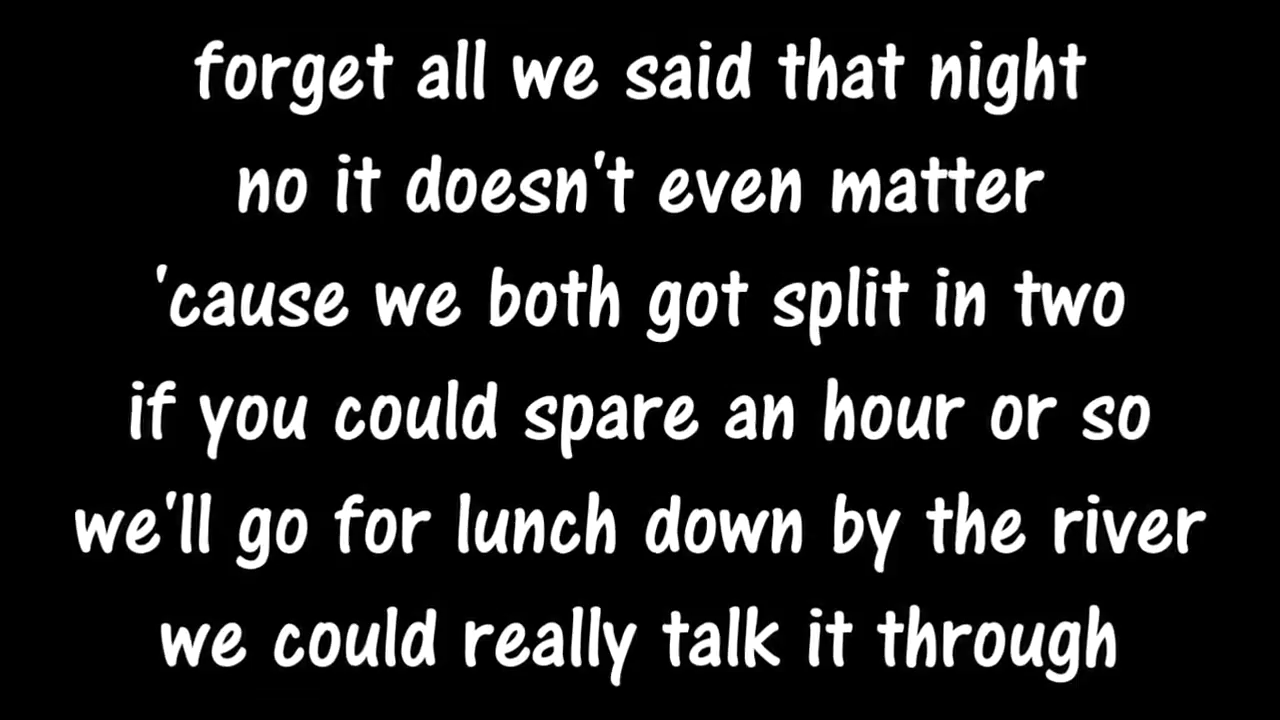 forget all we said that night
no it doesn't even matter
'cause we both got split in two
if you could spare an hour or so
we'll go for lunch down by the river
we could really talk it through